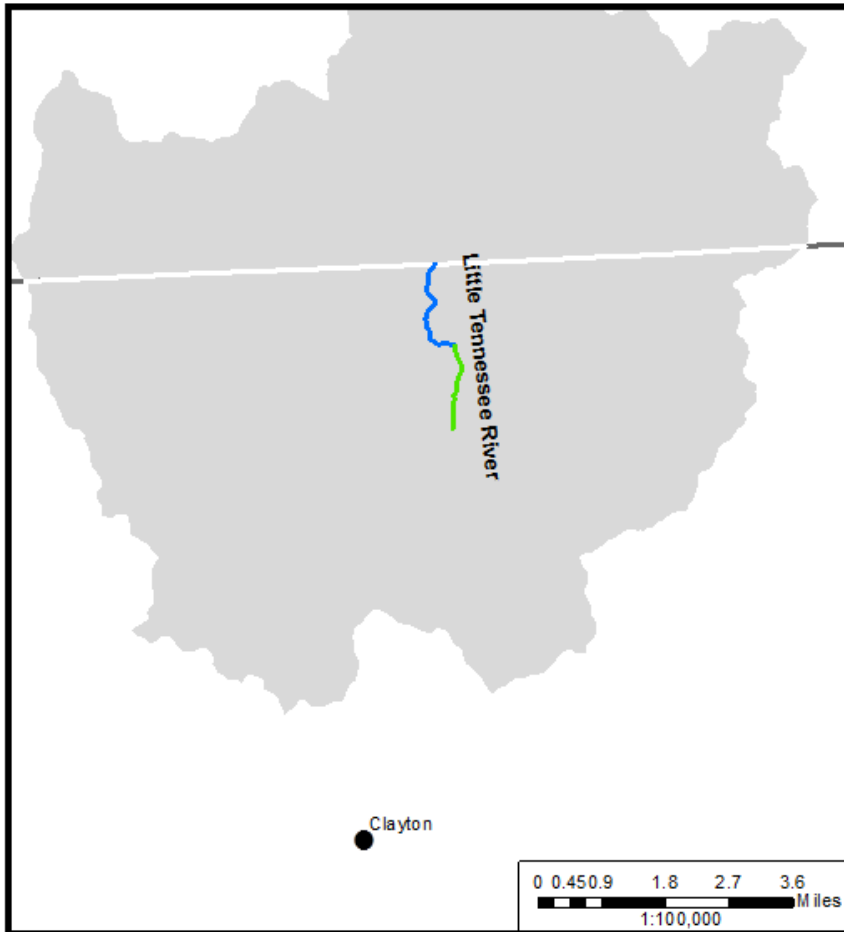 Little Tennessee River
Clayton
0 0.45 0.9 1.8 2.7 3.6
Miles
1:100,000